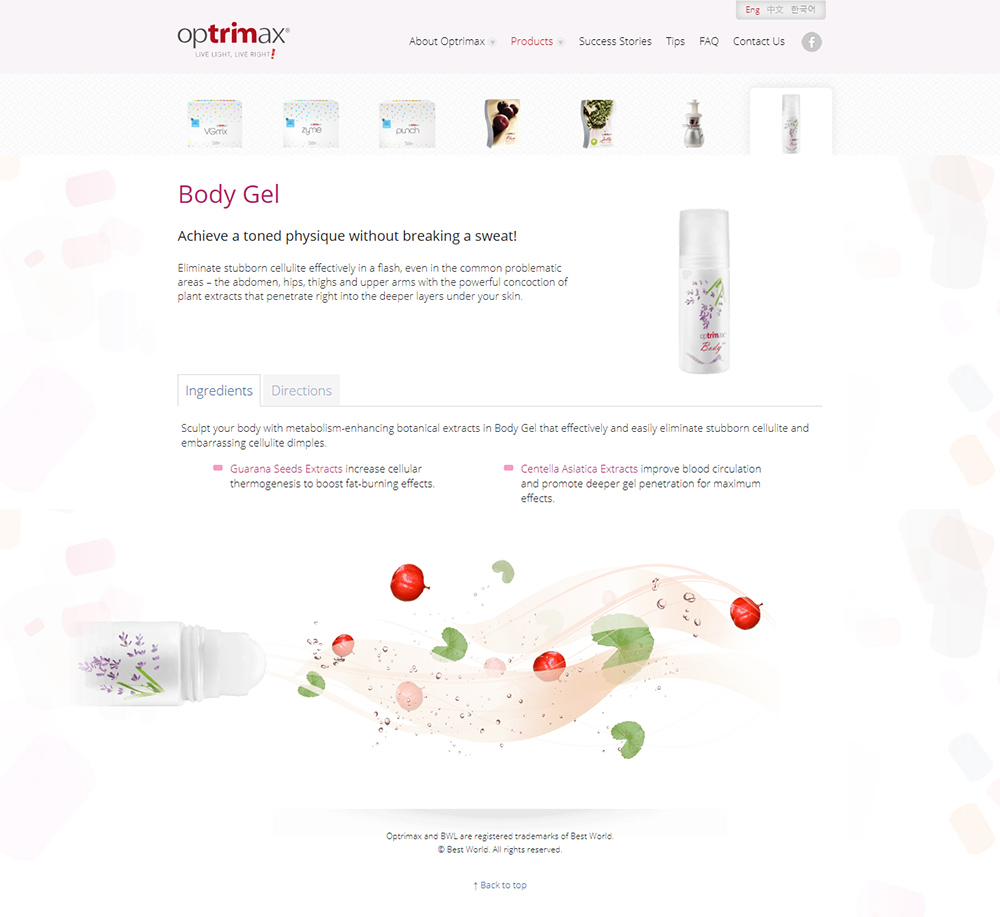 Eng 中文 한국어
optrimax®
LIVE LIGHT, LIVE RIGHT!
About Optrimax Products Success Stories Tips FAQ Contact Us f
VGmix zyme punch
Body Gel
Achieve a toned physique without breaking a sweat!
Eliminate stubborn cellulite effectively in a flash, even in the common problematic
areas – the abdomen, hips, thighs and upper arms with the powerful concoction of
plant extracts that penetrate right into the deeper layers under your skin.
optrimax
Body
Ingredients Directions
Sculpt your body with metabolism-enhancing botanical extracts in Body Gel that effectively and easily eliminate stubborn cellulite and
embarrassing cellulite dimples.
Guarana Seeds Extracts increase cellular
thermogenesis to boost fat-burning effects.
Centella Asiatica Extracts improve blood circulation
and promote deeper gel penetration for maximum
effects.
Optrimax and BWL are registered trademarks of Best World.
© Best World. All rights reserved.
↑ Back to top